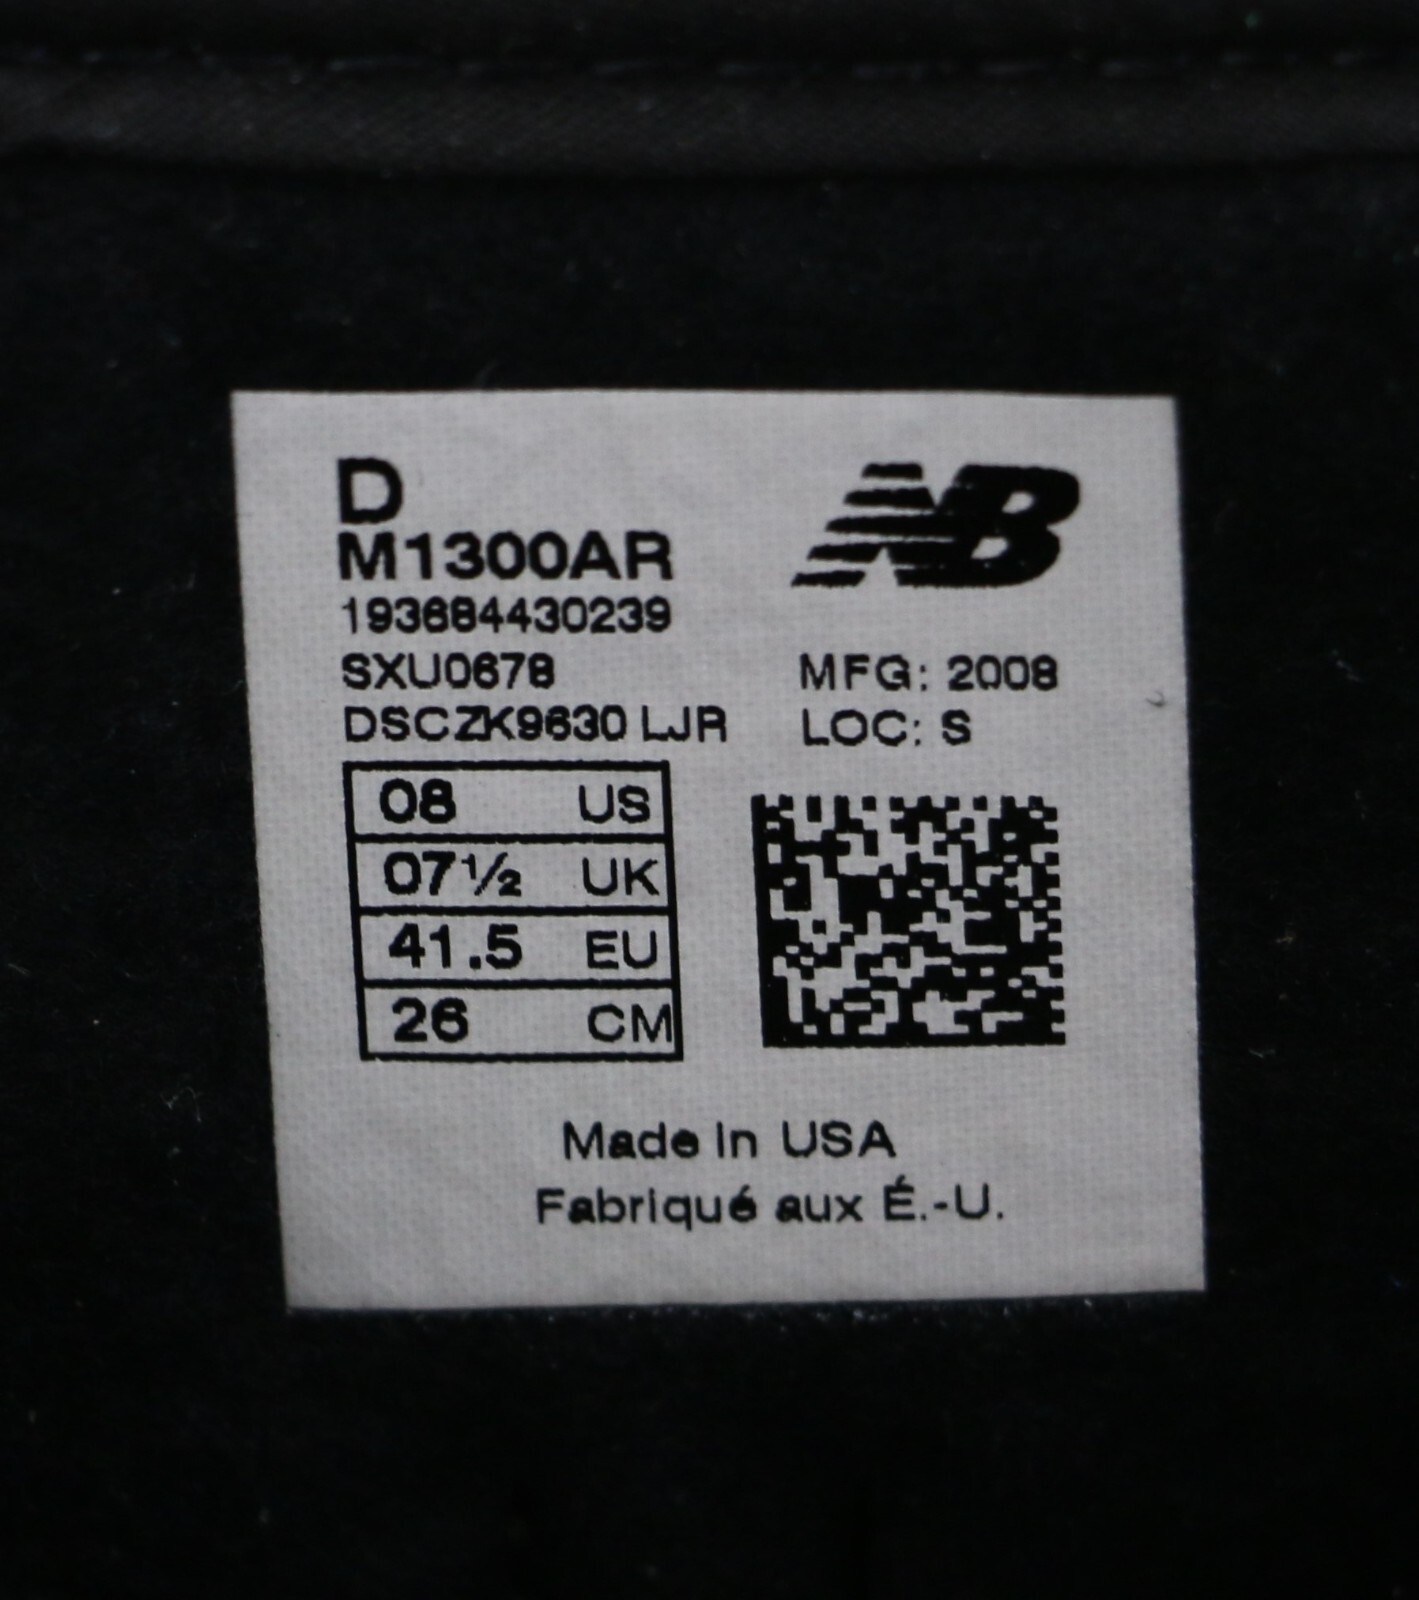 D
M1300AR
193684430239
SXU0678
DSCZK9630 LJR
NB
MFG: 2008
LOC: S
08 US
07½ UK
41.5 EU
26 CM
Made in USA
Fabriqué aux É.-U.